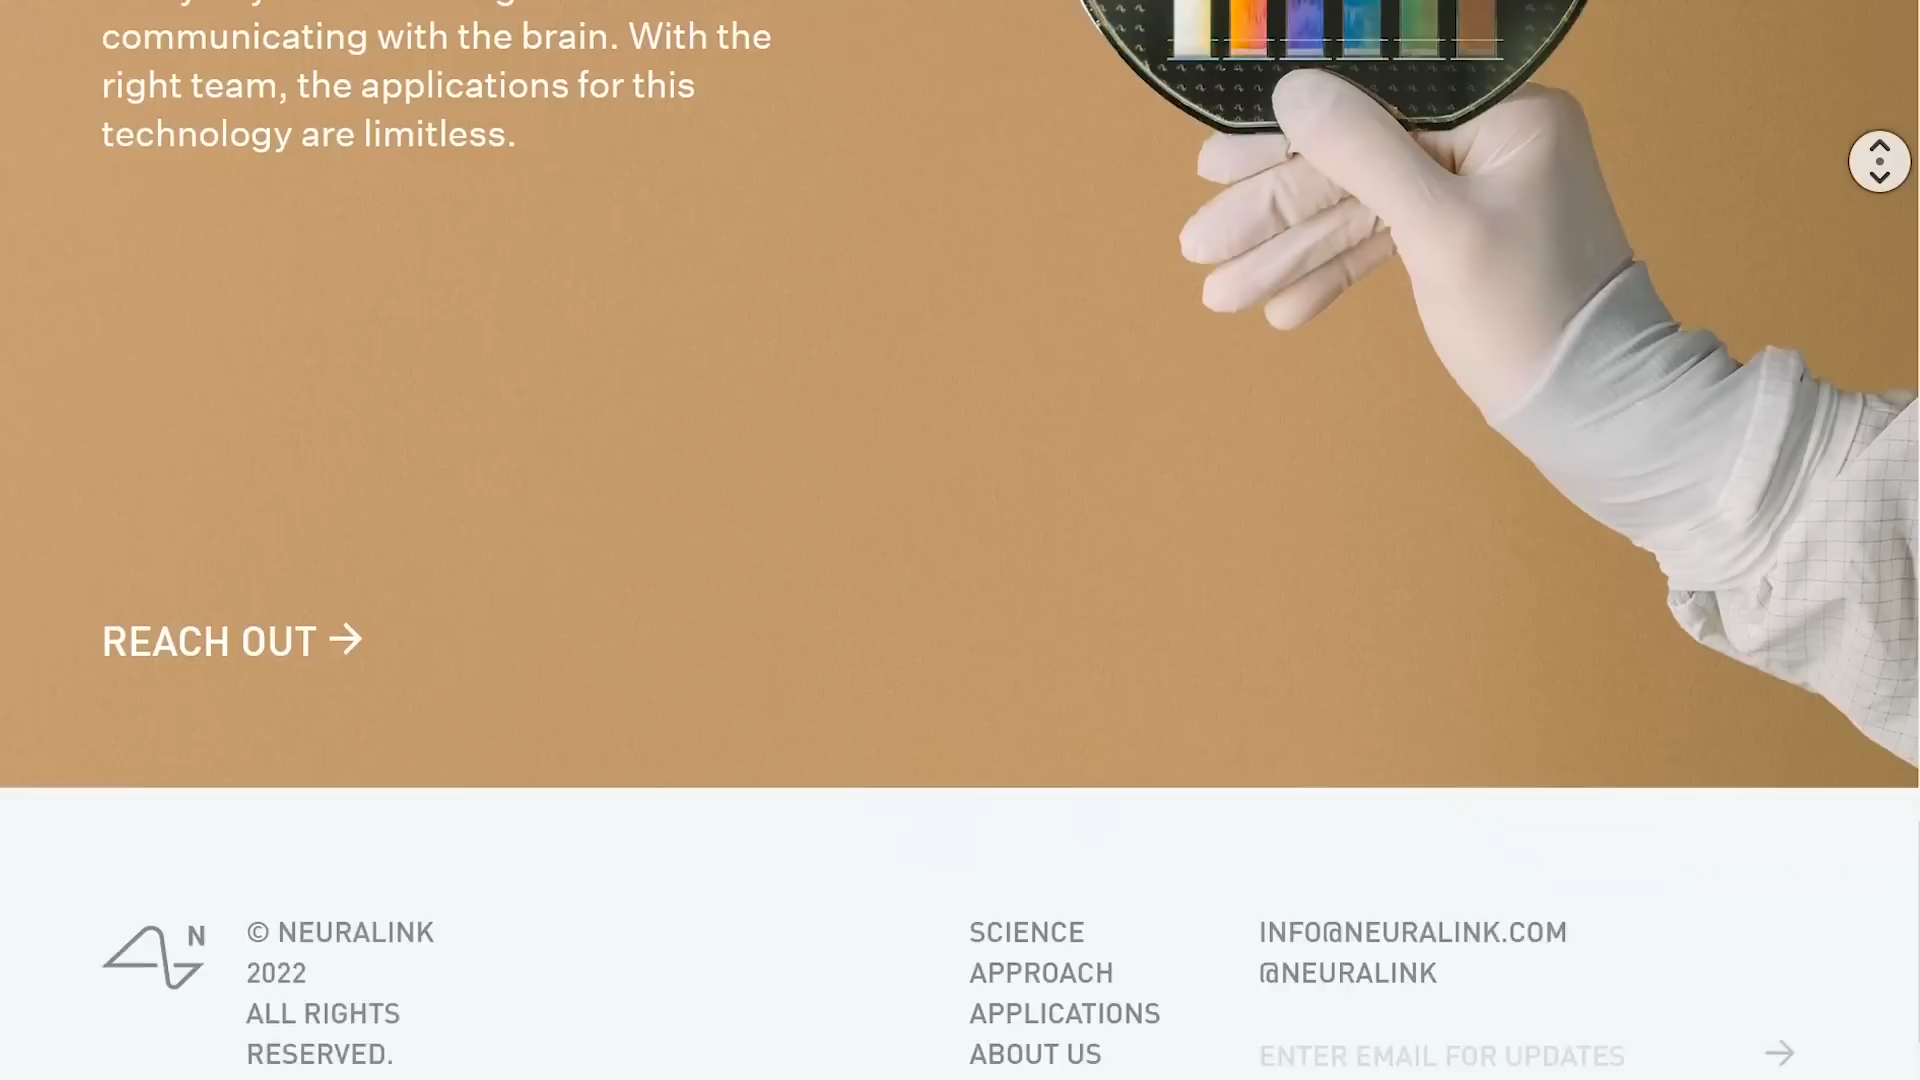 communicating with the brain. With the
right team, the applications for this
technology are limitless.
REACH OUT →
N
© NEURALINK
2022
ALL RIGHTS
RESERVED.
SCIENCE
APPROACH
APPLICATIONS
ABOUT US
INFO@NEURALINK.COM
@NEURALINK
ENTER EMAIL FOR UPDATES →